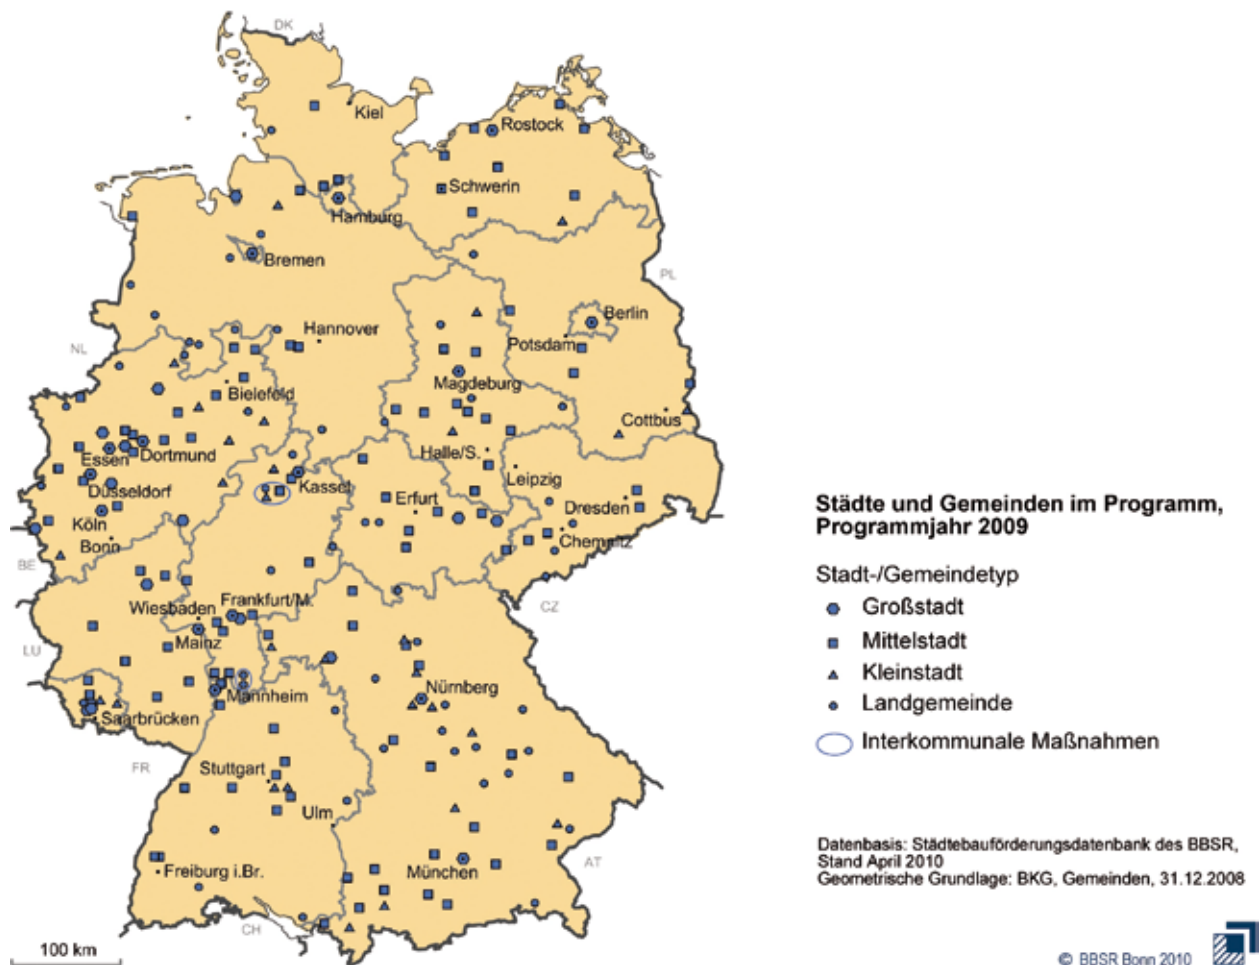 DK
Kiel
Rostock
Schwerin
Hamburg
Bremen
PL
Berlin
Hannover
Potsdam
NL
Magdeburg
Bielefeld
Cottbus
Halle/S.
Essen
Dortmund
Leipzig
Kassel
Düsseldorf
Erfurt
Dresden
Köln
Chemnitz
Bonn
BE
CZ
Wiesbaden
Frankfurt/M.
Mainz
LU
Nürnberg
Mannheim
Saarbrücken
FR
Stuttgart
Ulm
AT
Freiburg i.Br.
München
CH
100 km
Städte und Gemeinden im Programm,
Programmjahr 2009
Stadt-/Gemeindetyp
Großstadt
Mittelstadt
Kleinstadt
Landgemeinde
Interkommunale Maßnahmen
Datenbasis: Städtebauförderungsdatenbank des BBSR,
Stand April 2010
Geometrische Grundlage: BKG, Gemeinden, 31.12.2008
© BBSR Bonn 2010